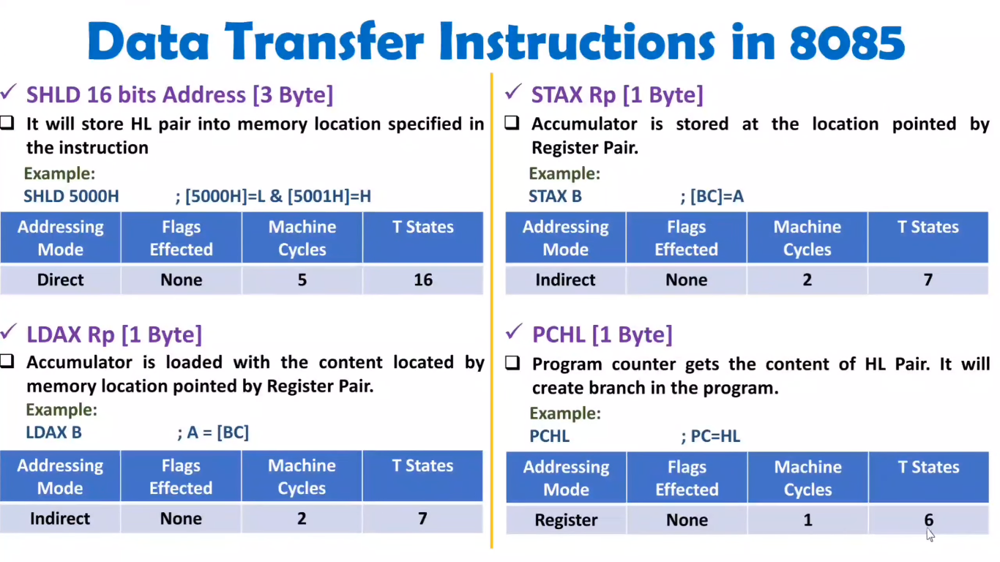 Data Transfer Instructions in 8085
SHLD 16 bits Address [3 Byte]
It will store HL pair into memory location specified in
the instruction
Example:
SHLD 5000H ; [5000H]=L & [5001H]=H
Addressing Mode Flags Effected Machine Cycles T States
Direct None 5 16
LDAX Rp [1 Byte]
Accumulator is loaded with the content located by
memory location pointed by Register Pair.
Example:
LDAX B ; A = [BC]
Addressing Mode Flags Effected Machine Cycles T States
Indirect None 2 7
STAX Rp [1 Byte]
Accumulator is stored at the location pointed by
Register Pair.
Example:
STAX B ; [BC]=A
Addressing Mode Flags Effected Machine Cycles T States
Indirect None 2 7
PCHL [1 Byte]
Program counter gets the content of HL Pair. It will
create branch in the program.
Example:
PCHL ; PC=HL
Addressing Mode Flags Effected Machine Cycles T States
Register None 1 6